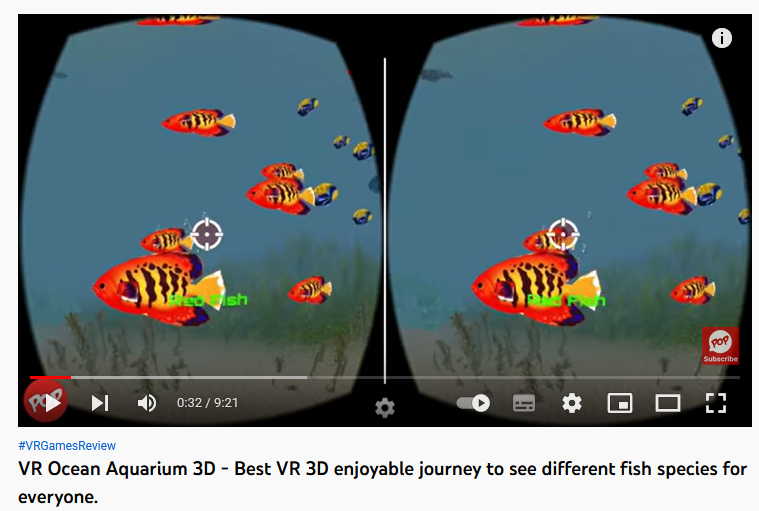 Red Fish
Red Fish
POP
Subscribe
POP
0:32 / 9:21
#VRGamesReview
VR Ocean Aquarium 3D - Best VR 3D enjoyable journey to see different fish species for
everyone.